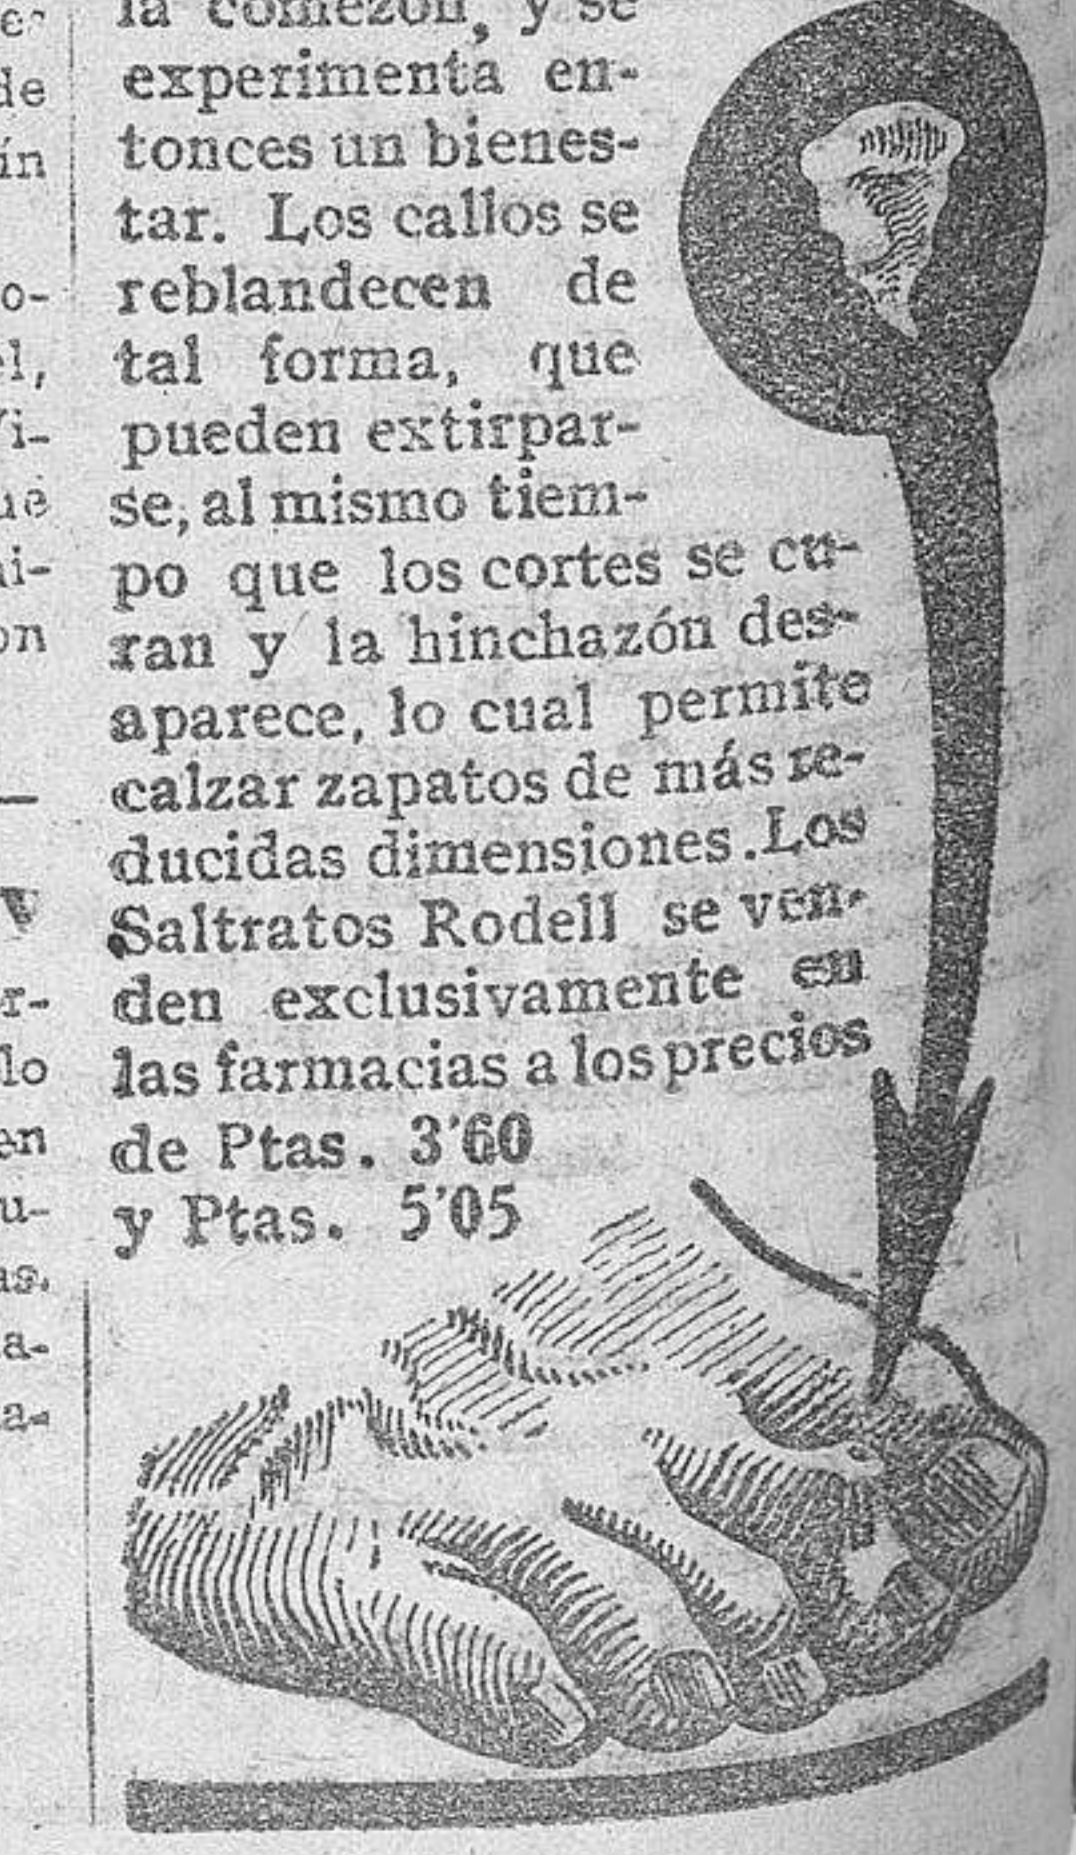 de
ín
o-
la comezón, y se
experimenta en-
tonces un bienes-
tar. Los callos se
reblandecen de
tal forma, que
pueden extirpar-
se, al mismo tiem-
po que los cortes se cu-
ran y la hinchazón des-
aparece, lo cual permite
calzar zapatos de más re-
ducidas dimensiones. Los
Saltratos Rodell se ven-
den exclusivamente en
las farmacias a los precios
de Ptas. 3'60
y Ptas. 5'05